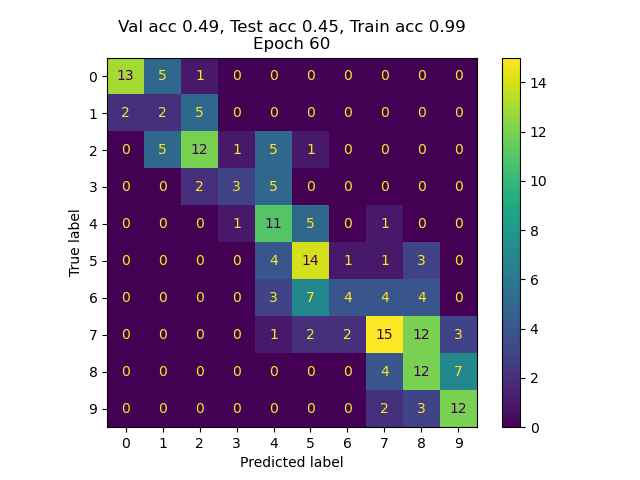 Val acc 0.49, Test acc 0.45, Train acc 0.99
Epoch 60
0 13 5 1 0 0 0 0 0 0 0
1 2 2 5 0 0 0 0 0 0 0
2 0 5 12 1 5 1 0 0 0 0
3 0 0 2 3 5 0 0 0 0 0
4 0 0 0 1 11 5 0 1 0 0
5 0 0 0 0 4 14 1 1 3 0
6 0 0 0 0 3 7 4 4 4 0
7 0 0 0 0 1 2 2 15 12 3
8 0 0 0 0 0 0 0 4 12 7
9 0 0 0 0 0 0 0 2 3 12
0 1 2 3 4 5 6 7 8 9
Predicted label
True label
14
12
10
8
6
4
2
0